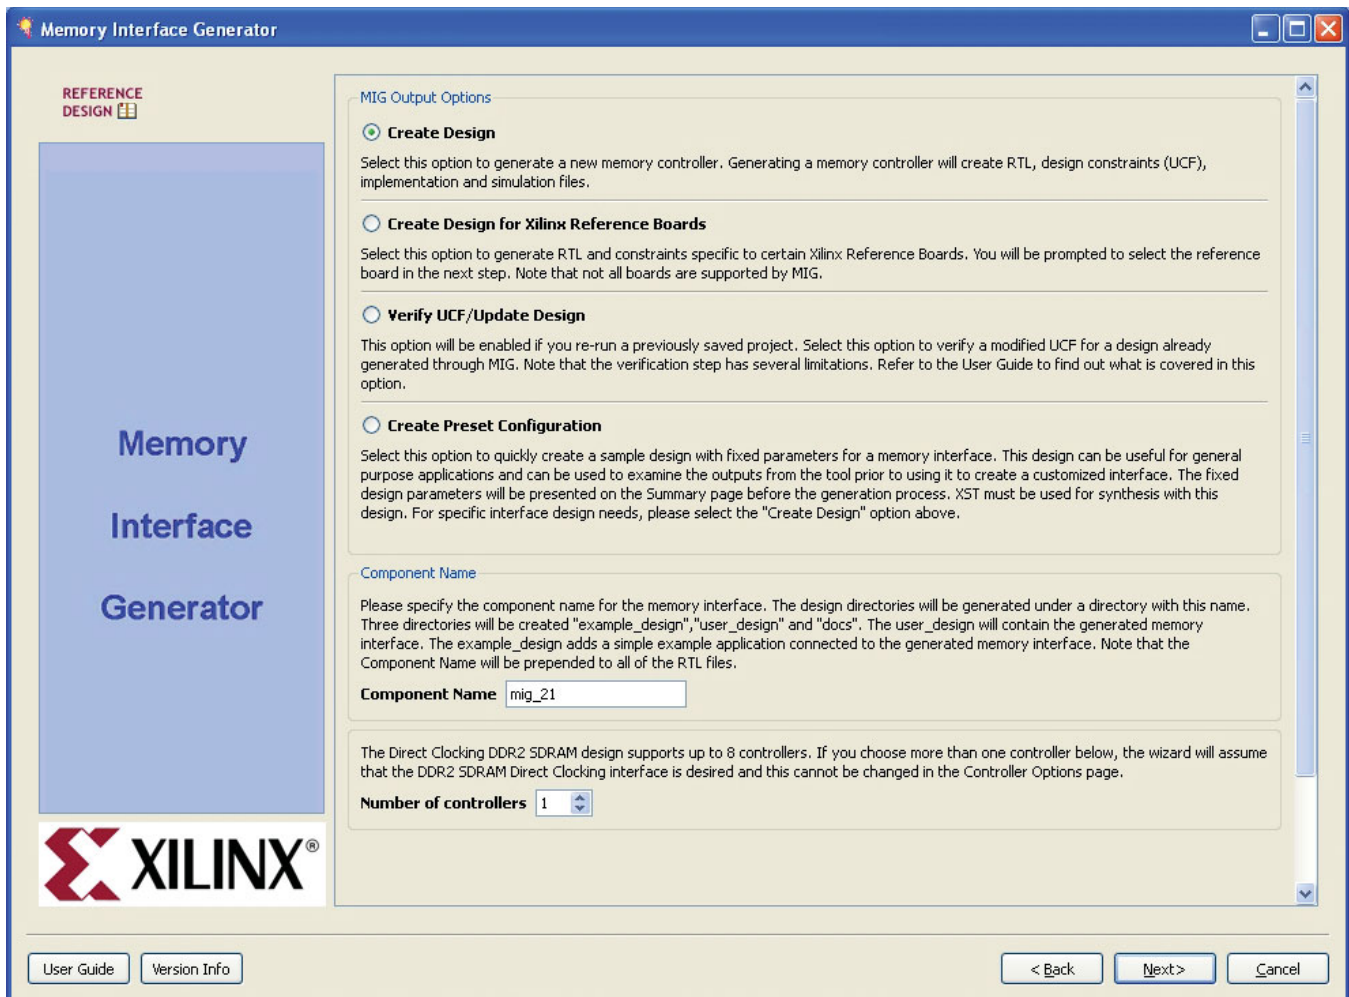 Memory Interface Generator
REFERENCE
DESIGN
MIG Output Options
Create Design
Select this option to generate a new memory controller. Generating a memory controller will create RTL, design constraints (UCF),
implementation and simulation files.
Create Design for Xilinx Reference Boards
Select this option to generate RTL and constraints specific to certain Xilinx Reference Boards. You will be prompted to select the reference
board in the next step. Note that not all boards are supported by MIG.
Verify UCF/Update Design
This option will be enabled if you re-run a previously saved project. Select this option to verify a modified UCF for a design already
generated through MIG. Note that the verification step has several limitations. Refer to the User Guide to find out what is covered in this
option.
Create Preset Configuration
Select this option to quickly create a sample design with fixed parameters for a memory interface. This design can be useful for general
purpose applications and can be used to examine the outputs from the tool prior to using it to create a customized interface. The fixed
design parameters will be presented on the Summary page before the generation process. XST must be used for synthesis with this
design. For specific interface design needs, please select the "Create Design" option above.
Memory
Interface
Generator
Component Name
Please specify the component name for the memory interface. The design directories will be generated under a directory with this name.
Three directories will be created "example_design","user_design" and "docs". The user_design will contain the generated memory
interface. The example_design adds a simple example application connected to the generated memory interface. Note that the
Component Name will be prepended to all of the RTL files.
Component Name mig_21
The Direct Clocking DDR2 SDRAM design supports up to 8 controllers. If you choose more than one controller below, the wizard will assume
that the DDR2 SDRAM Direct Clocking interface is desired and this cannot be changed in the Controller Options page.
Number of controllers 1
XILINX®
User Guide
Version Info
< Back
Next>
Cancel